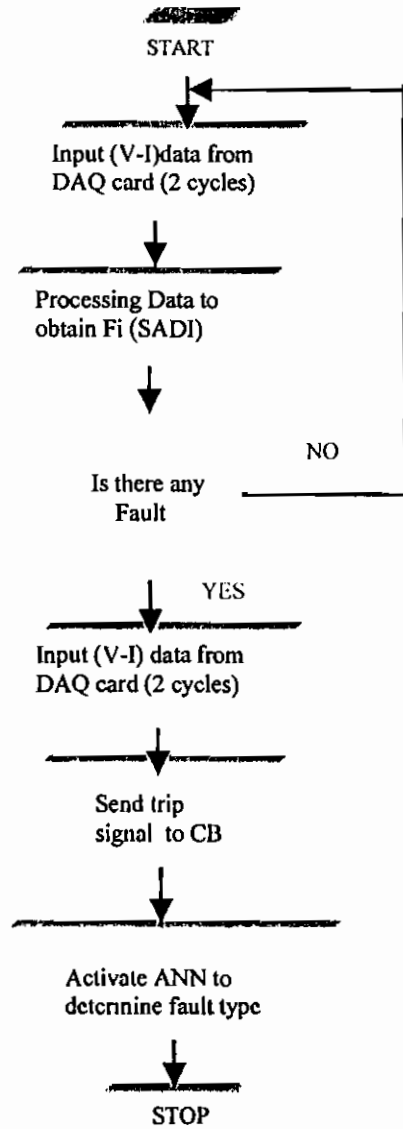 START
Input (V-I)data from
DAQ card (2 cycles)
Processing Data to
obtain Fi (SADI)
NO
Is there any
Fault
YES
Input (V-I) data from
DAQ card (2 cycles)
Send trip
signal to CB
Activate ANN to
determine fault type
STOP